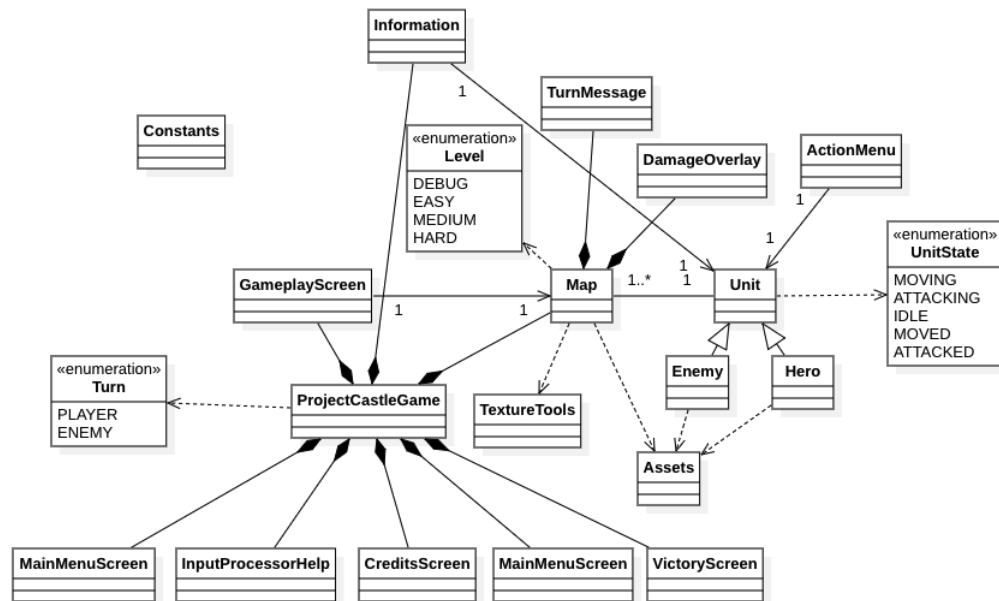 Information
TurnMessage
Constants
«enumeration»
Level
DEBUG
EASY
MEDIUM
HARD
DamageOverlay
ActionMenu
1
1
1
1
«enumeration»
UnitState
MOVING
ATTACKING
IDLE
MOVED
ATTACKED
GameplayScreen
1
1
Map
1..*
1
Unit
«enumeration»
Turn
PLAYER
ENEMY
ProjectCastleGame
TextureTools
Enemy
Hero
Assets
MainMenuScreen
InputProcessorHelp
CreditsScreen
MainMenuScreen
VictoryScreen